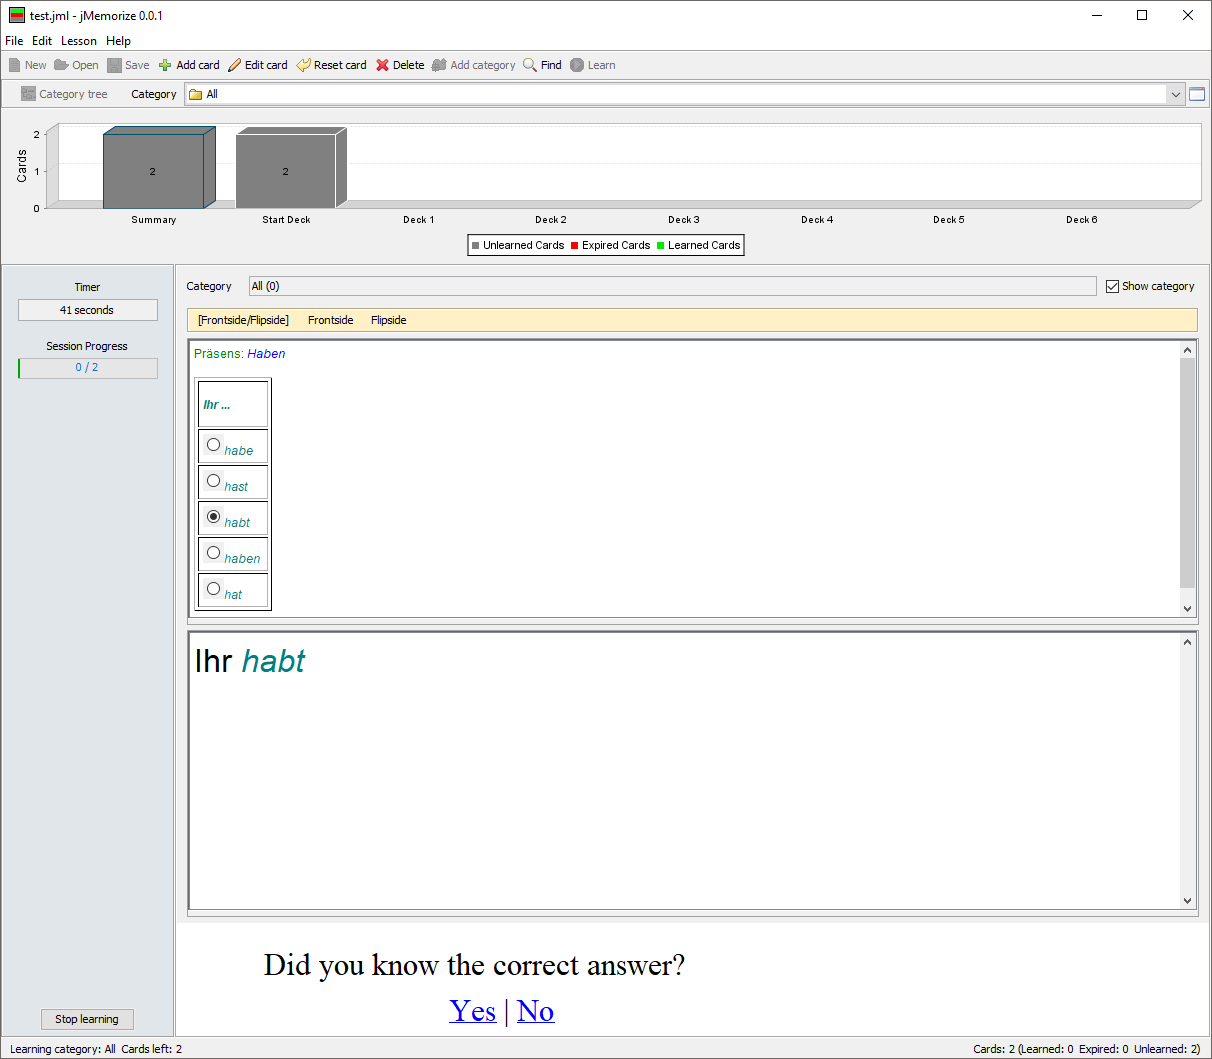 test.jml - jMemorize 0.0.1
File Edit Lesson Help
New Open Save Add card Edit card Reset card Delete Add category Find Learn
Category tree Category All
Cards
2
1
0
2 2
Summary Start Deck Deck 1 Deck 2 Deck 3 Deck 4 Deck 5 Deck 6
Unlearned Cards Expired Cards Learned Cards
Timer
41 seconds
Session Progress
0 / 2
Category All (0) Show category
[Frontside/Flipside] Frontside Flipside
Präsens: Haben
Ihr ...
habe
hast
habt
haben
hat
Ihr habt
Did you know the correct answer?
Yes | No
Stop learning
Learning category: All Cards left: 2
Cards: 2 (Learned: 0 Expired: 0 Unlearned: 2)